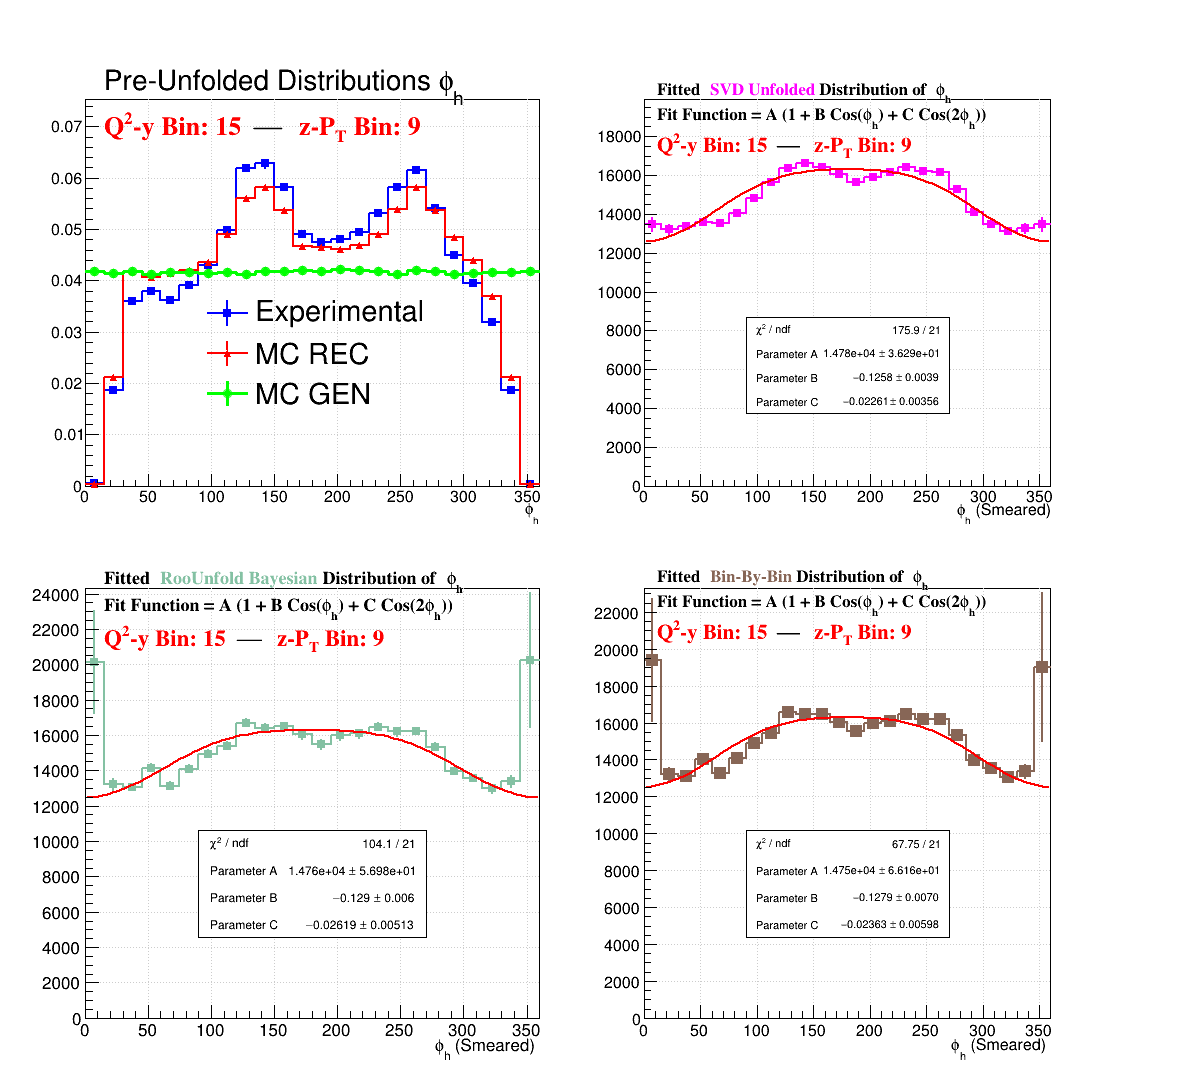 Pre-Unfolded Distributions ϕh
Q2-y Bin: 15 — z-PT Bin: 9
0.07
0.06
0.05
0.04
0.03
0.02
0.01
0
Experimental
MC REC
MC GEN
0 50 100 150 200 250 300 350
ϕh
Fitted SVD Unfolded Distribution of ϕh
Fit Function = A (1 + B Cos(ϕh) + C Cos(2ϕh))
Q2-y Bin: 15 — z-PT Bin: 9
18000
16000
14000
12000
10000
8000
6000
4000
2000
0
χ2 / ndf 175.9 / 21
Parameter A 1.478e+04 ± 3.629e+01
Parameter B −0.1258 ± 0.0039
Parameter C −0.02261 ± 0.00356
0 50 100 150 200 250 300 350
ϕh (Smeared)
Fitted RooUnfold Bayesian Distribution of ϕh
Fit Function = A (1 + B Cos(ϕh) + C Cos(2ϕh))
Q2-y Bin: 15 — z-PT Bin: 9
24000
22000
20000
18000
16000
14000
12000
10000
8000
6000
4000
2000
0
χ2 / ndf 104.1 / 21
Parameter A 1.476e+04 ± 5.698e+01
Parameter B −0.129 ± 0.006
Parameter C −0.02619 ± 0.00513
0 50 100 150 200 250 300 350
ϕh (Smeared)
Fitted Bin-By-Bin Distribution of ϕh
Fit Function = A (1 + B Cos(ϕh) + C Cos(2ϕh))
Q2-y Bin: 15 — z-PT Bin: 9
22000
20000
18000
16000
14000
12000
10000
8000
6000
4000
2000
0
χ2 / ndf 67.75 / 21
Parameter A 1.475e+04 ± 6.616e+01
Parameter B −0.1279 ± 0.0070
Parameter C −0.02363 ± 0.00598
0 50 100 150 200 250 300 350
ϕh (Smeared)